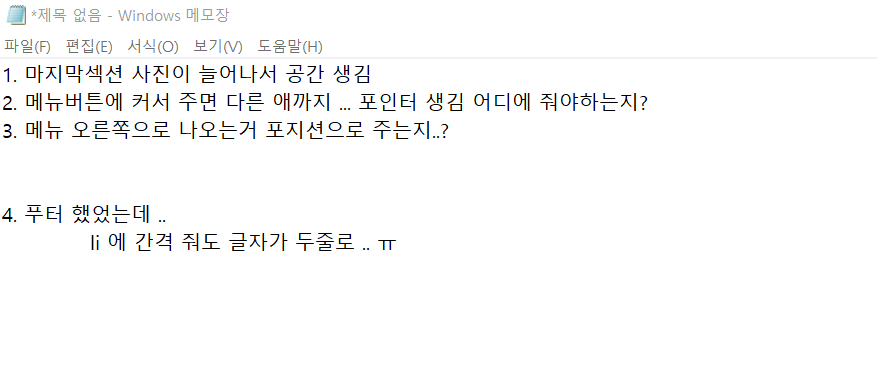 *제목 없음 - Windows 메모장
파일(F) 편집(E) 서식(O) 보기(V) 도움말(H)
1. 마지막섹션 사진이 늘어나서 공간 생김
2. 메뉴버튼에 커서 주면 다른 애까지 ... 포인터 생김 어디에 줘야하는지?
3. 메뉴 오른쪽으로 나오는거 포지션으로 주는지..?
4. 푸터 했었는데 ..
li 에 간격 줘도 글자가 두줄로 .. ㅠ